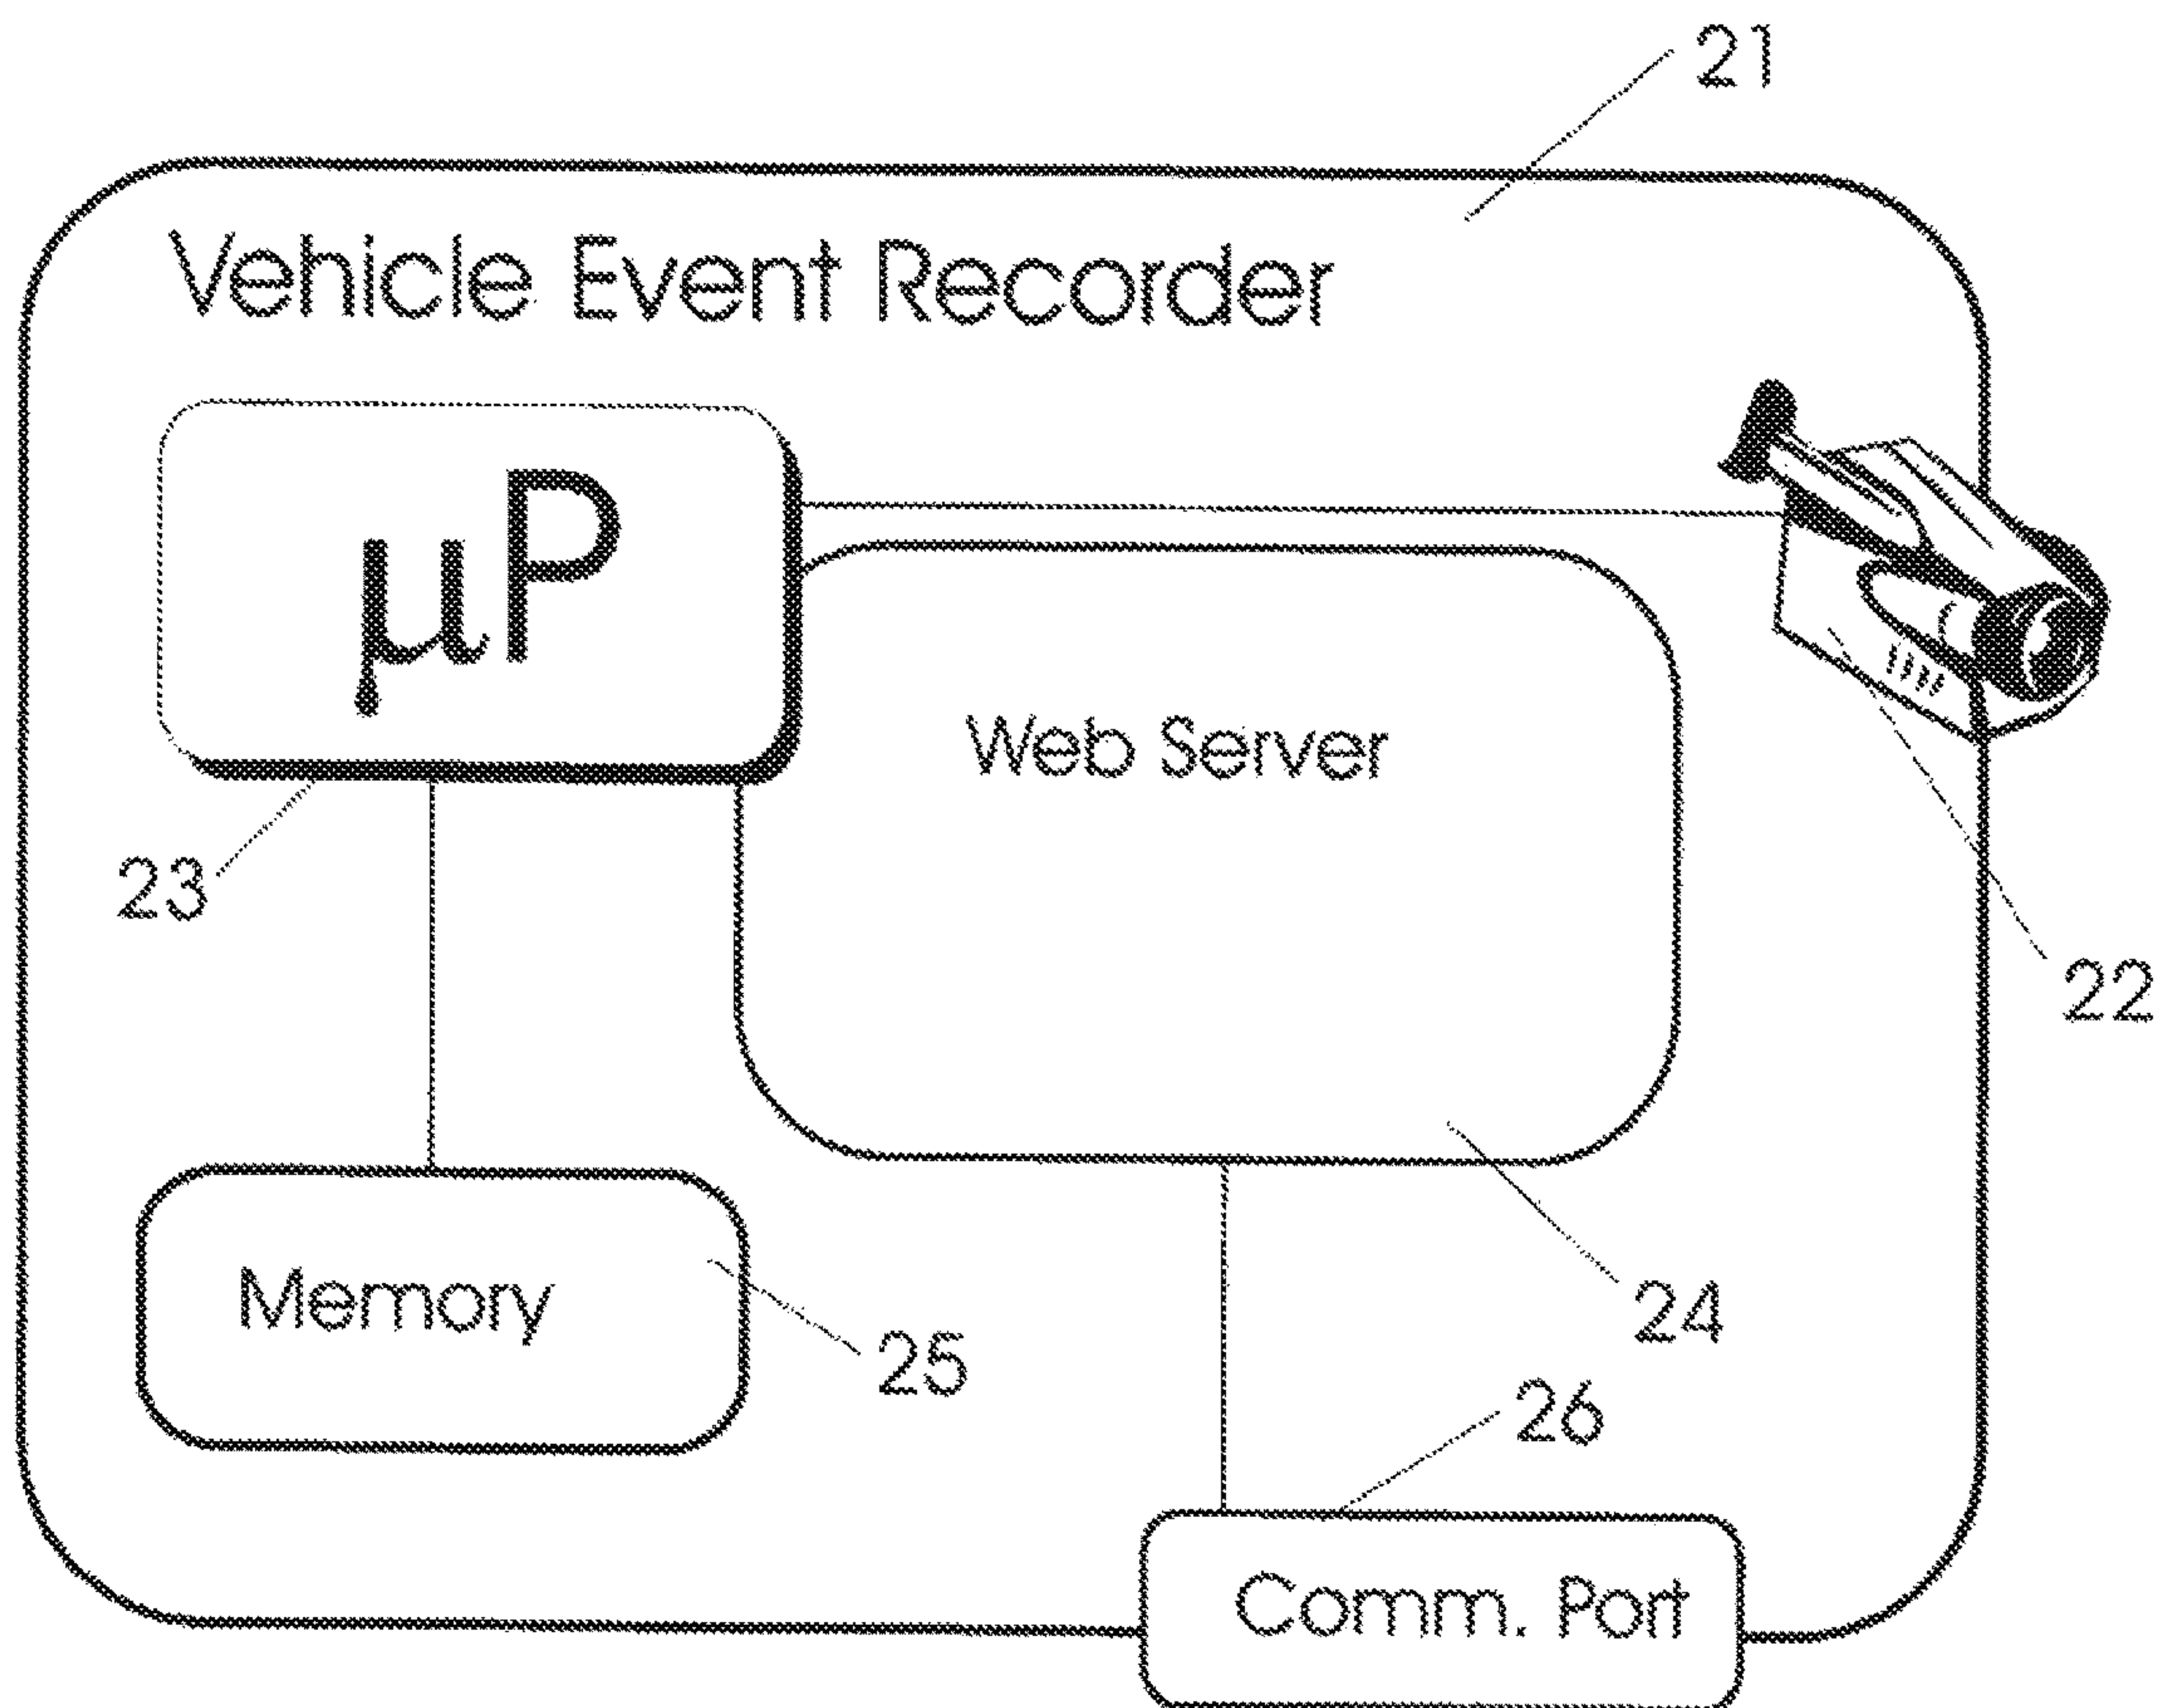 21
Vehicle Event Recorder
µP
Web Server
23
22
Memory
24
25
26
Comm. Port